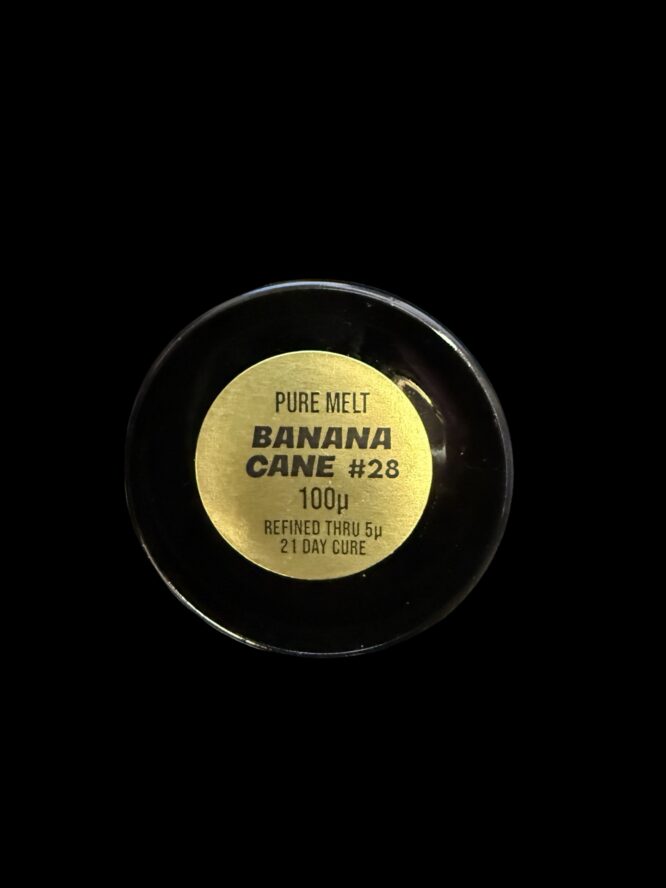 PURE MELT
BANANA
CANE #28
100µ
REFINED THRU 5µ
21 DAY CURE